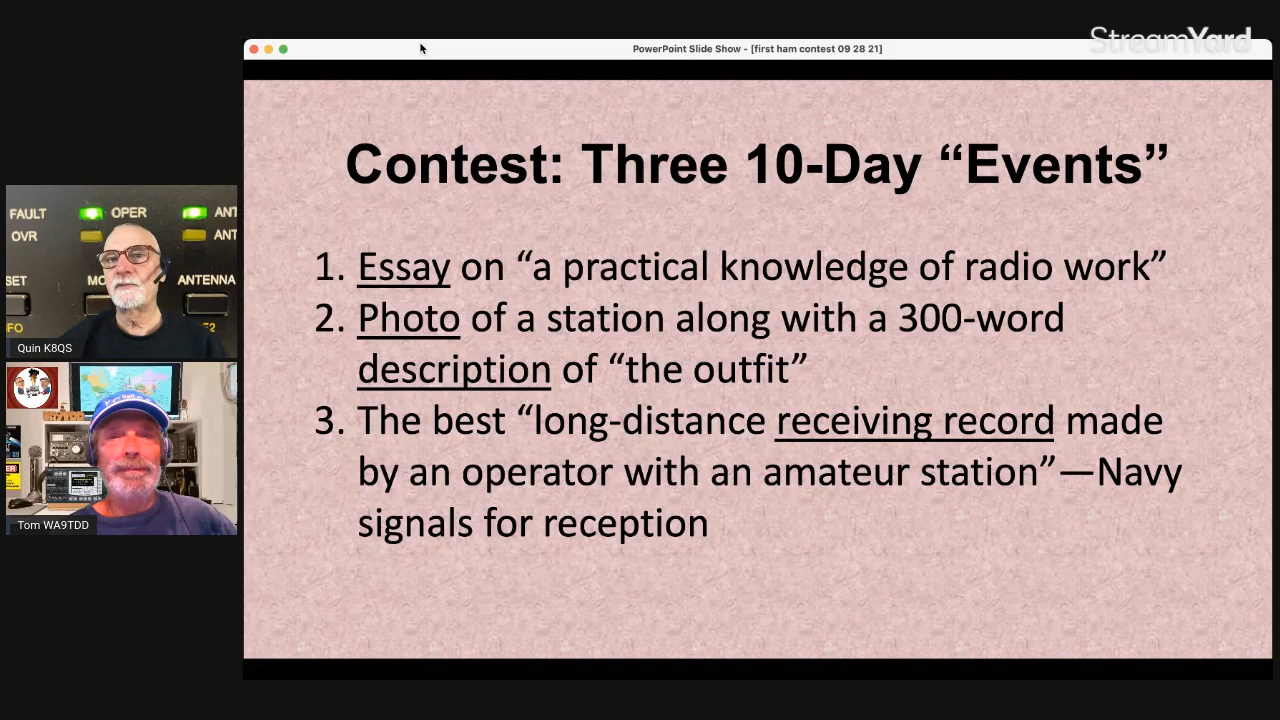 StreamYard
PowerPoint Slide Show - [first ham contest 09 28 21]
Contest: Three 10-Day “Events”
1. Essay on “a practical knowledge of radio work”
2. Photo of a station along with a 300-word
description of “the outfit”
3. The best “long-distance receiving record made
by an operator with an amateur station”—Navy
signals for reception
FAULT
OPER
ANT
OVR
ANT
SET
MO
ANTENNA
FO
F2
Quin K8QS
Tom WA9TDD